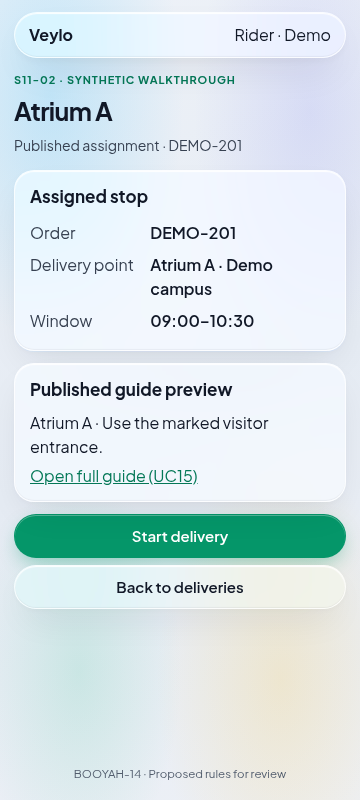 Veylo
Rider · Demo
S11-02 · SYNTHETIC WALKTHROUGH
Atrium A
Published assignment · DEMO-201
Assigned stop
Order DEMO-201
Delivery point Atrium A · Demo
campus
Window 09:00–10:30
Published guide preview
Atrium A · Use the marked visitor
entrance.
Open full guide (UC15)
Start delivery
Back to deliveries
BOOYAH-14 · Proposed rules for review